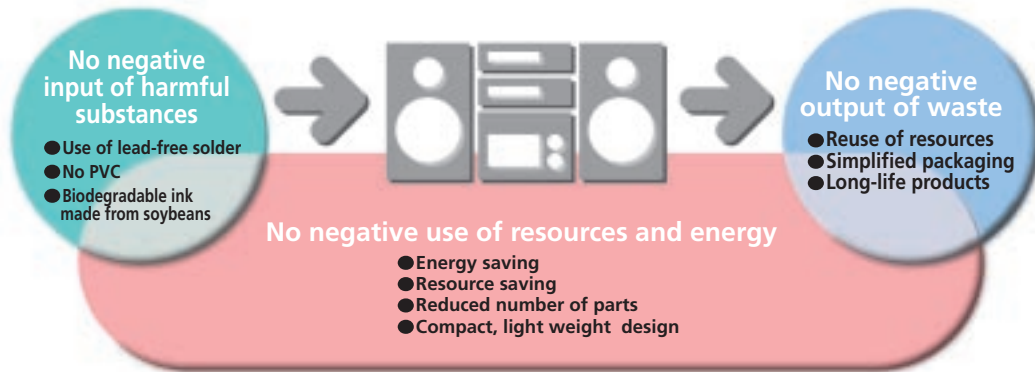 No negative
input of harmful
substances
●Use of lead-free solder
●No PVC
●Biodegradable ink
made from soybeans
No negative
output of waste
●Reuse of resources
●Simplified packaging
●Long-life products
No negative use of resources and energy
●Energy saving
●Resource saving
●Reduced number of parts
●Compact, light weight design